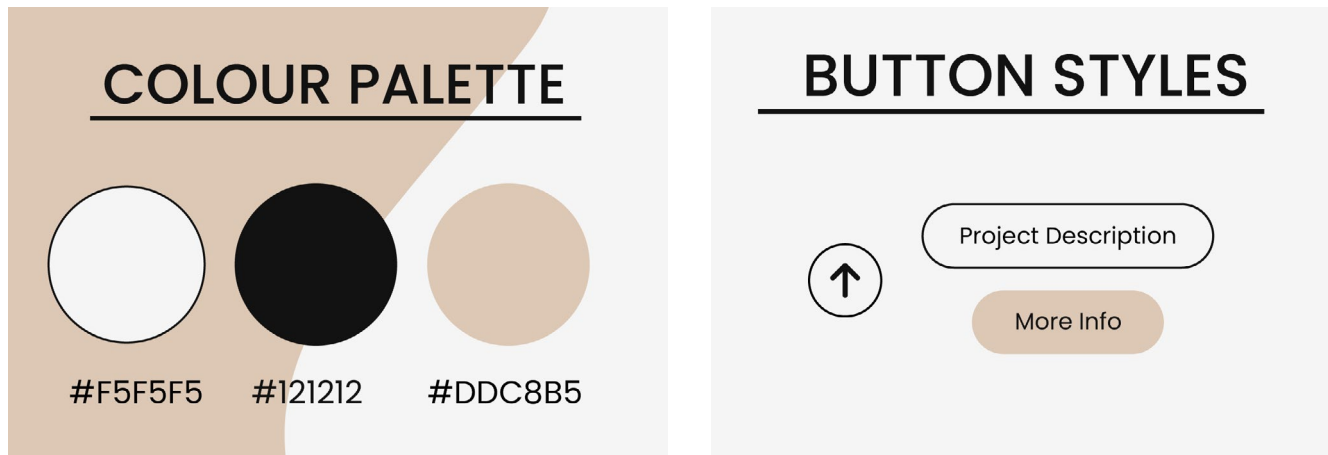 COLOUR PALETTE
#F5F5F5
#121212
#DDC8B5
BUTTON STYLES
Project Description
More Info